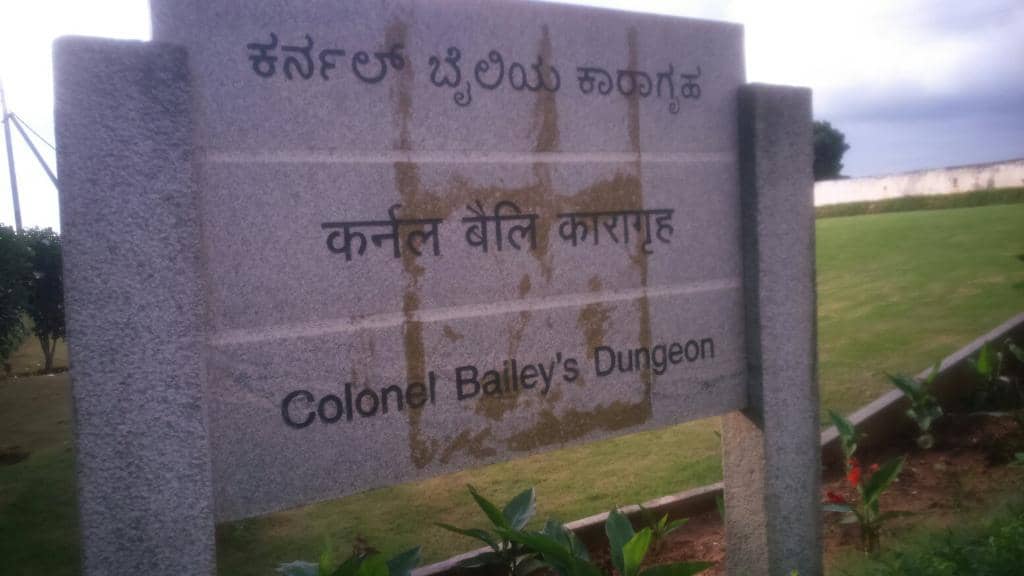 ಕರ್ನಲ್ ಬೈಲಿಯ ಕಾರಾಗೃಹ
कर्नल बैलि कारागृह
Colonel Bailey's Dungeon